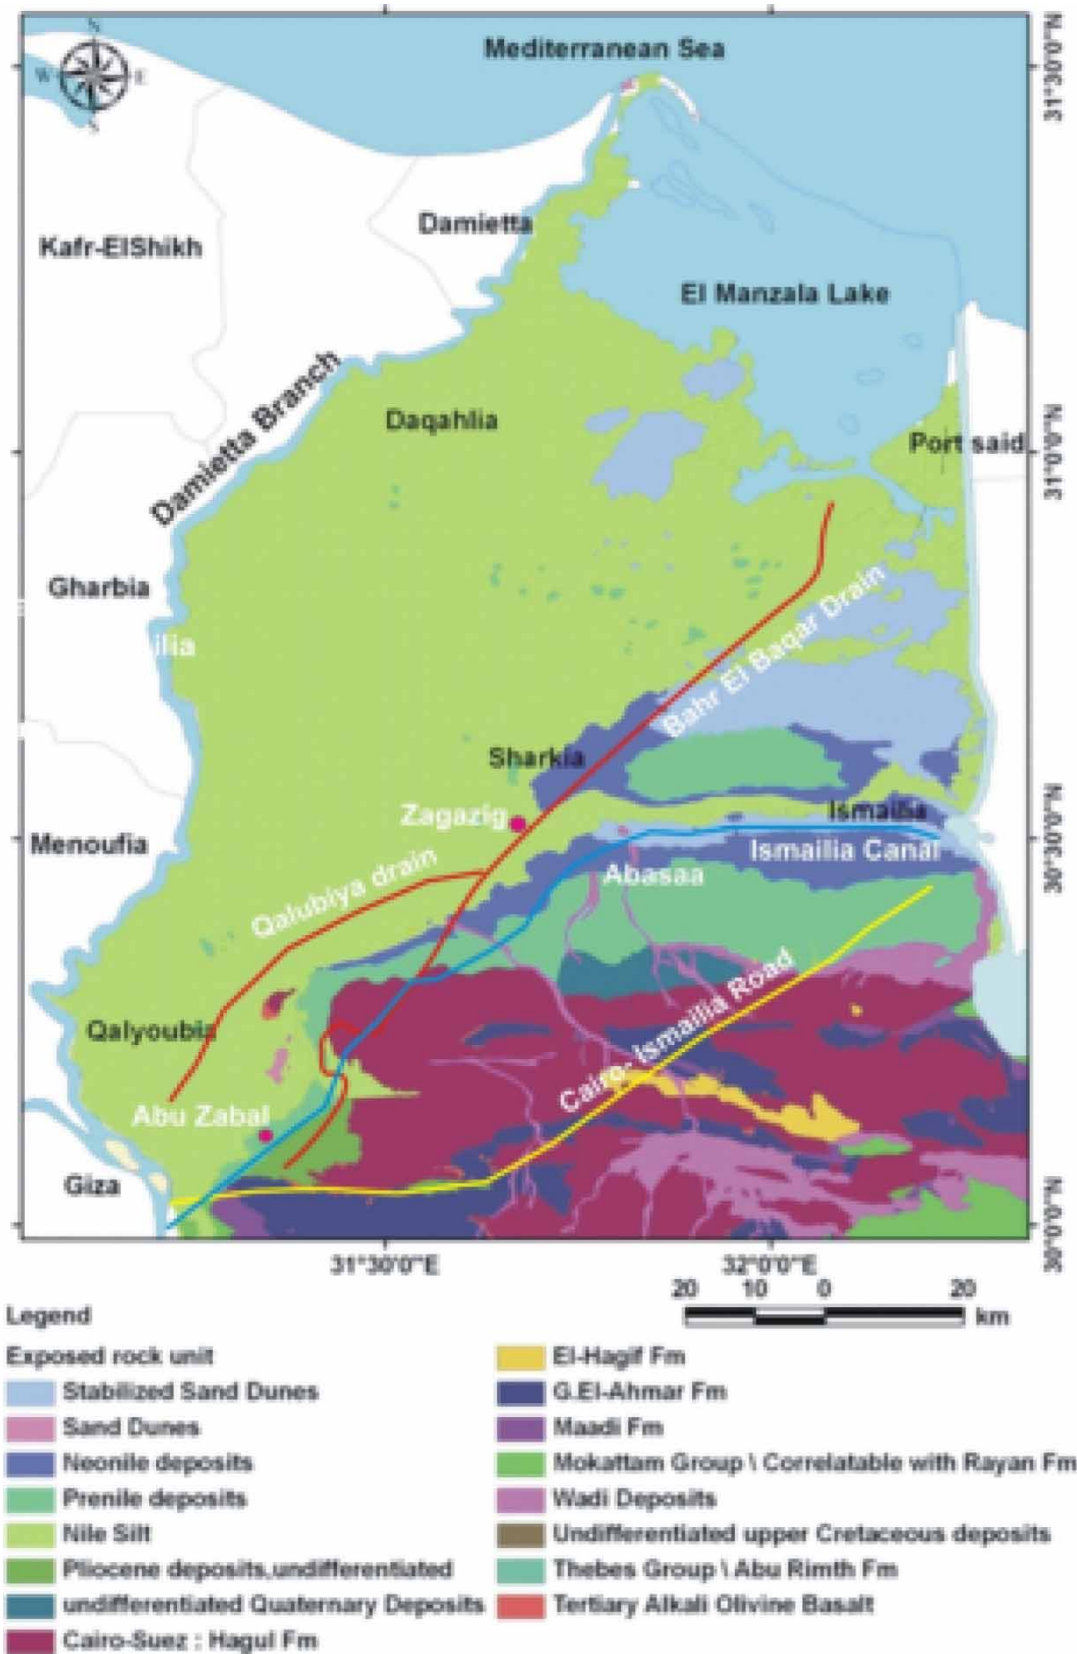 N
W
E
S
Mediterranean Sea
31°30'0"N
Damietta
Kafr-ElShikh
El Manzala Lake
Damietta Branch
Daqahlia
Port said
31°0'0"N
Gharbia
Bahr El Baqar Drain
ilia
Sharkia
Zagazig
Ismailia
30°30'0"N
Menoufia
Ismailia Canal
Qalubiya drain
Abasaa
Cairo- Ismailia Road
Qalyoubia
Abu Zabal
Giza
30°0'0"N
31°30'0"E
32°0'0"E
20 10 0 20
km
Legend
Exposed rock unit
Stabilized Sand Dunes
Sand Dunes
Neonile deposits
Prenile deposits
Nile Silt
Pliocene deposits,undifferentiated
undifferentiated Quaternary Deposits
Cairo-Suez : Hagul Fm
El-Hagif Fm
G.El-Ahmar Fm
Maadi Fm
Mokattam Group \ Correlatable with Rayan Fm
Wadi Deposits
Undifferentiated upper Cretaceous deposits
Thebes Group \ Abu Rimth Fm
Tertiary Alkali Olivine Basalt